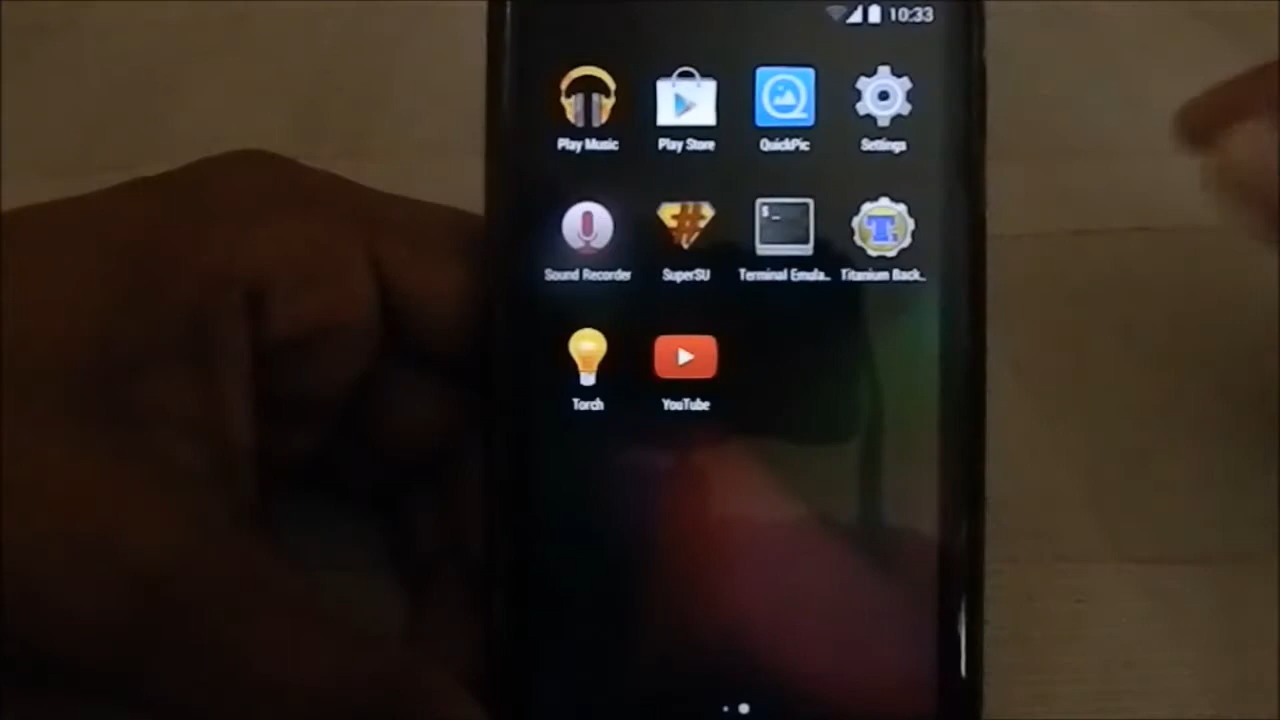 10:33
Play Music Play Store QuickPic Settings
$_
Sound Recorder SuperSU Terminal Emula.. Titanium Back..
Torch YouTube